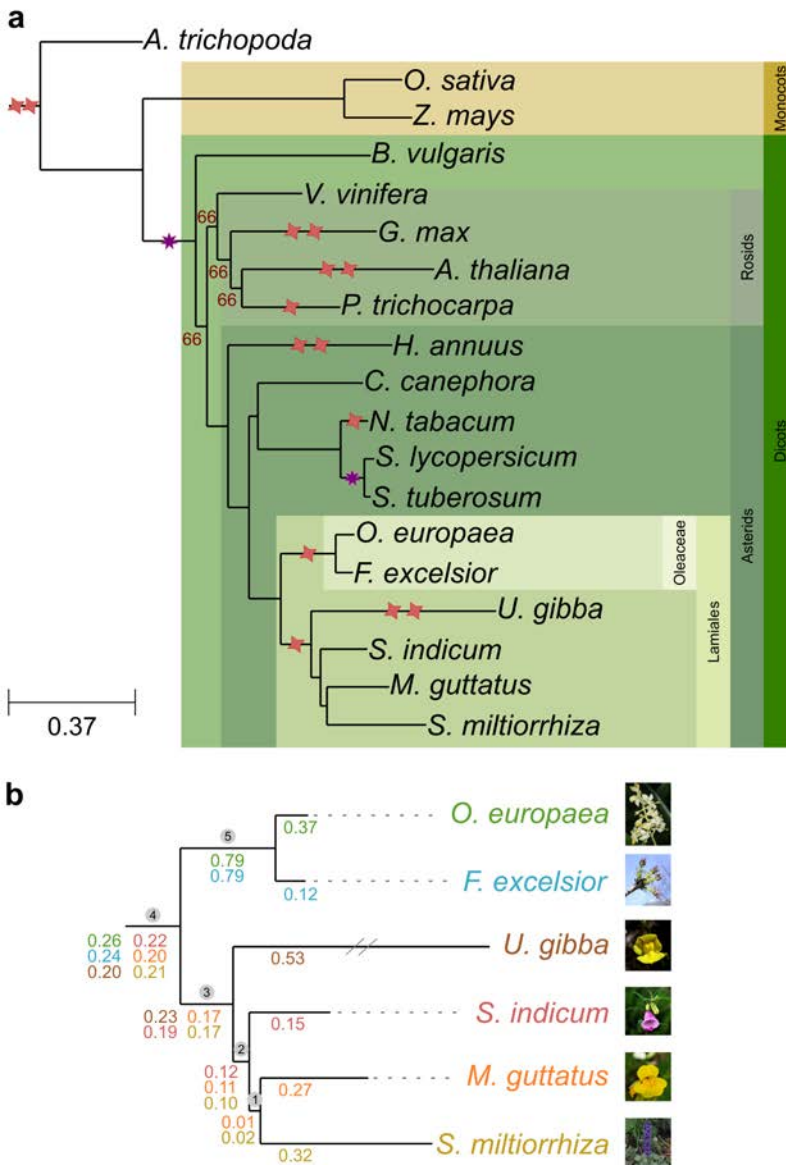 a
A. trichopoda
O. sativa
Z. mays
Monocots
B. vulgaris
V. vinifera
66
G. max
66
A. thaliana
66
P. trichocarpa
Rosids
66
H. annuus
C. canephora
N. tabacum
S. lycopersicum
S. tuberosum
Dicots
Asterids
O. europaea
F. excelsior
Oleaceae
U. gibba
Lamiales
S. indicum
M. guttatus
S. miltiorrhiza
0.37
b
O. europaea
0.37
5
0.79
0.79
F. excelsior
0.12
4
0.26 0.22
0.24 0.20
0.20 0.21
U. gibba
0.53
3
0.23 0.17
0.19 0.17
S. indicum
0.15
2
0.12
0.11
0.10
M. guttatus
0.27
1
0.01
0.02
S. miltiorrhiza
0.32